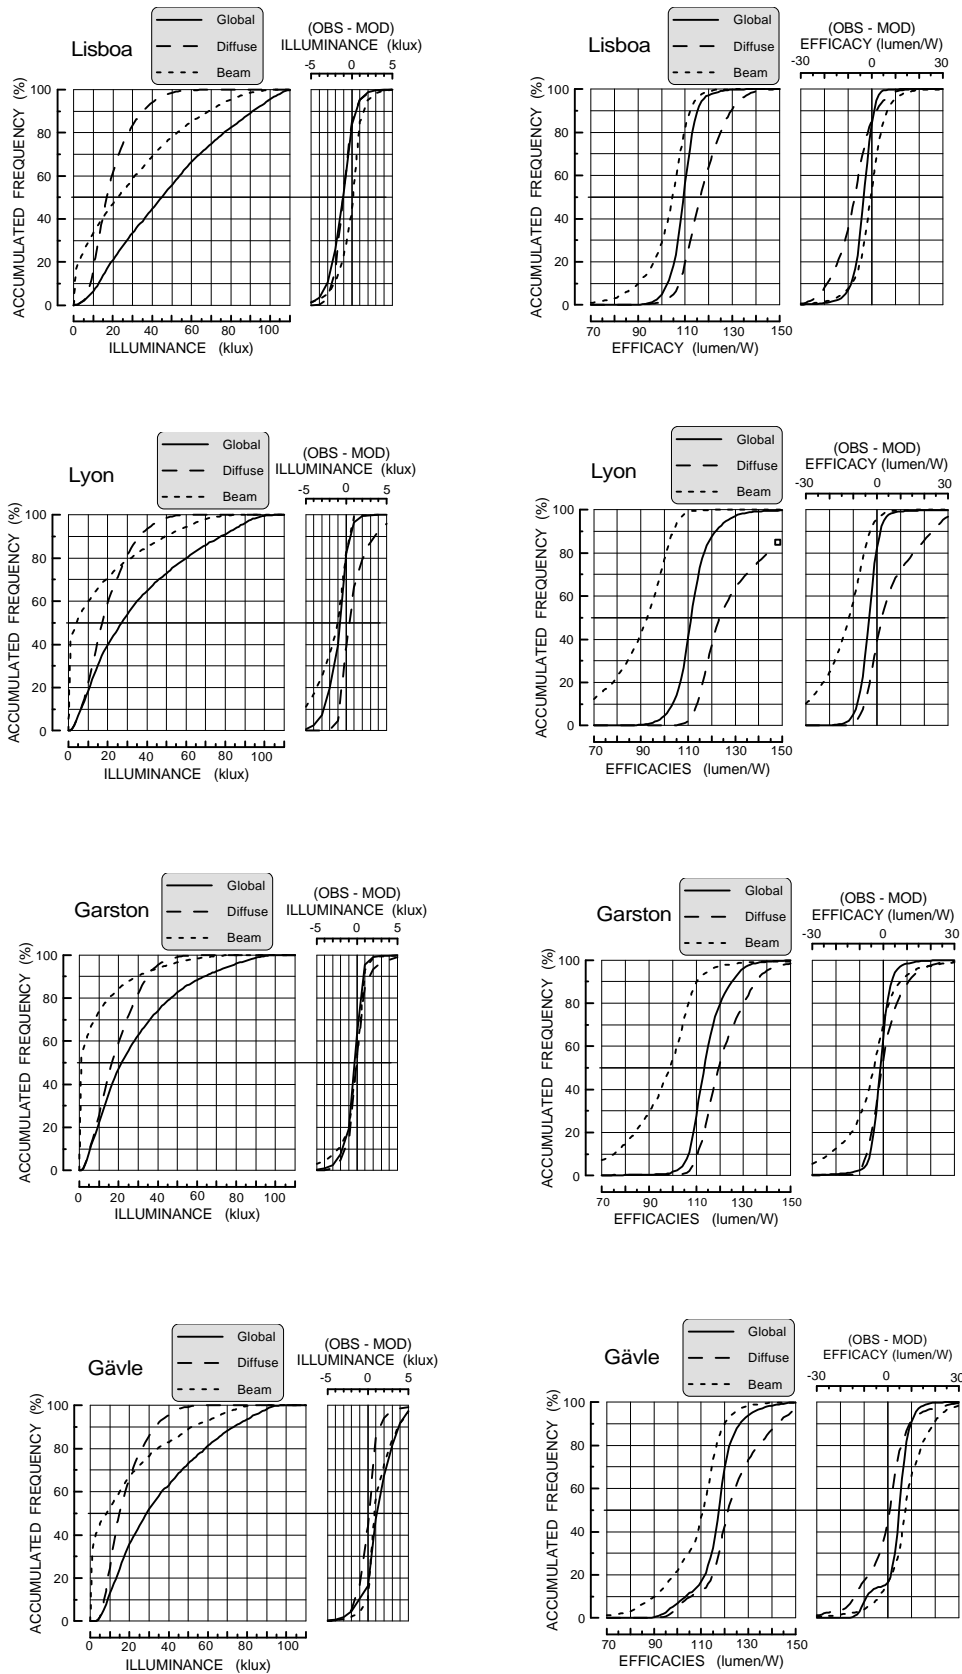 Lisboa
Global
Diffuse
Beam
(OBS - MOD)
ILLUMINANCE (klux)
-5 0 5
ACCUMULATED FREQUENCY (%)
100
80
60
40
20
0
0 20 40 60 80 100
ILLUMINANCE (klux)
Lisboa
Global
Diffuse
Beam
(OBS - MOD)
EFFICACY (lumen/W)
-30 0 30
ACCUMULATED FREQUENCY (%)
100
80
60
40
20
0
70 90 110 130 150
EFFICACY (lumen/W)
Lyon
Global
Diffuse
Beam
(OBS - MOD)
ILLUMINANCE (klux)
-5 0 5
ACCUMULATED FREQUENCY (%)
100
80
60
40
20
0
0 20 40 60 80 100
ILLUMINANCE (klux)
Lyon
Global
Diffuse
Beam
(OBS - MOD)
EFFICACY (lumen/W)
-30 0 30
ACCUMULATED FREQUENCY (%)
100
80
60
40
20
0
70 90 110 130 150
EFFICACIES (lumen/W)
Garston
Global
Diffuse
Beam
(OBS - MOD)
ILLUMINANCE (klux)
-5 0 5
ACCUMULATED FREQUENCY (%)
100
80
60
40
20
0
0 20 40 60 80 100
ILLUMINANCE (klux)
Garston
Global
Diffuse
Beam
(OBS - MOD)
EFFICACY (lumen/W)
-30 0 30
ACCUMULATED FREQUENCY (%)
100
80
60
40
20
0
70 90 110 130 150
EFFICACIES (lumen/W)
Gävle
Global
Diffuse
Beam
(OBS - MOD)
ILLUMINANCE (klux)
-5 0 5
ACCUMULATED FREQUENCY (%)
100
80
60
40
20
0
0 20 40 60 80 100
ILLUMINANCE (klux)
Gävle
Global
Diffuse
Beam
(OBS - MOD)
EFFICACY (lumen/W)
-30 0 30
ACCUMULATED FREQUENCY (%)
100
80
60
40
20
0
70 90 110 130 150
EFFICACIES (lumen/W)